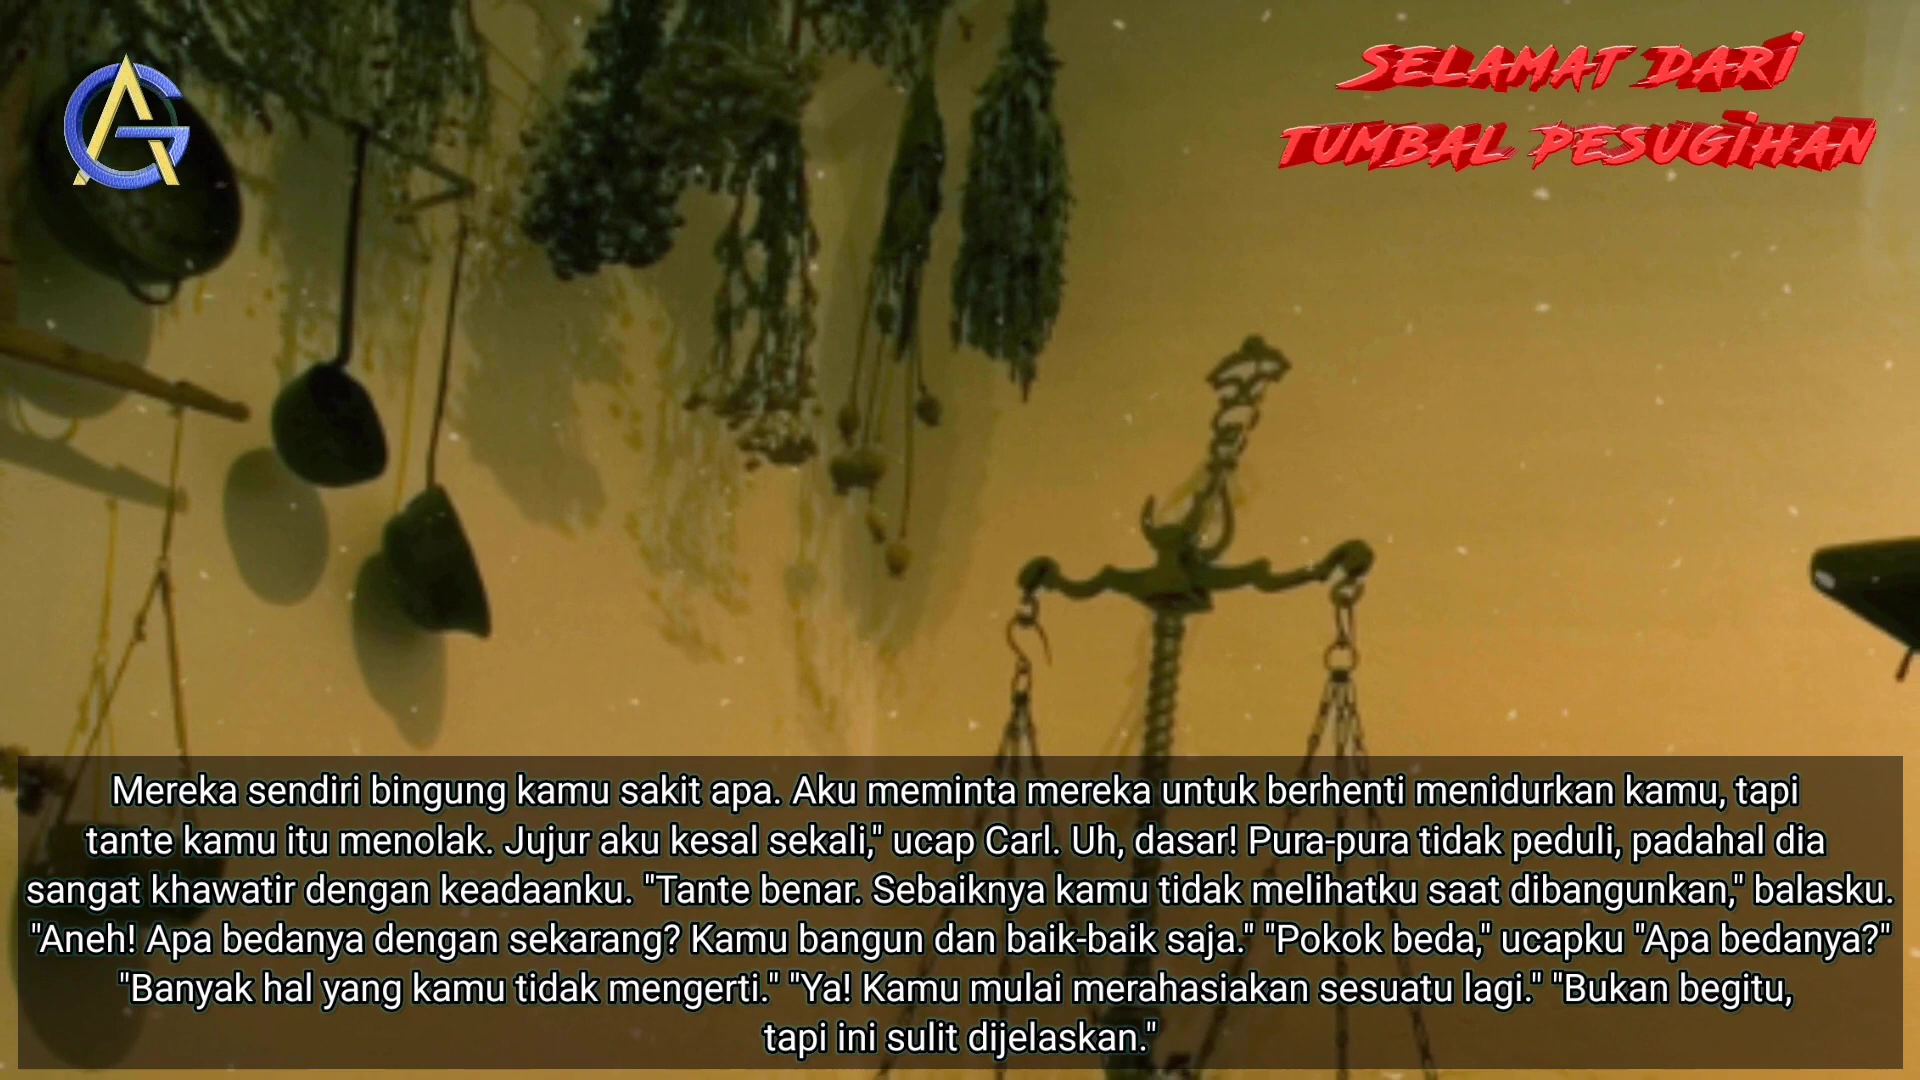 SELAMAT DARI
TUMBAL PESUGIHAN
Mereka sendiri bingung kamu sakit apa. Aku meminta mereka untuk berhenti menidurkan kamu, tapi
tante kamu itu menolak. Jujur aku kesal sekali," ucap Carl. Uh, dasar! Pura-pura tidak peduli, padahal dia
sangat khawatir dengan keadaanku. "Tante benar. Sebaiknya kamu tidak melihatku saat dibangunkan," balasku.
"Aneh! Apa bedanya dengan sekarang? Kamu bangun dan baik-baik saja." "Pokok beda," ucapku "Apa bedanya?"
"Banyak hal yang kamu tidak mengerti." "Ya! Kamu mulai merahasiakan sesuatu lagi." "Bukan begitu,
tapi ini sulit dijelaskan."